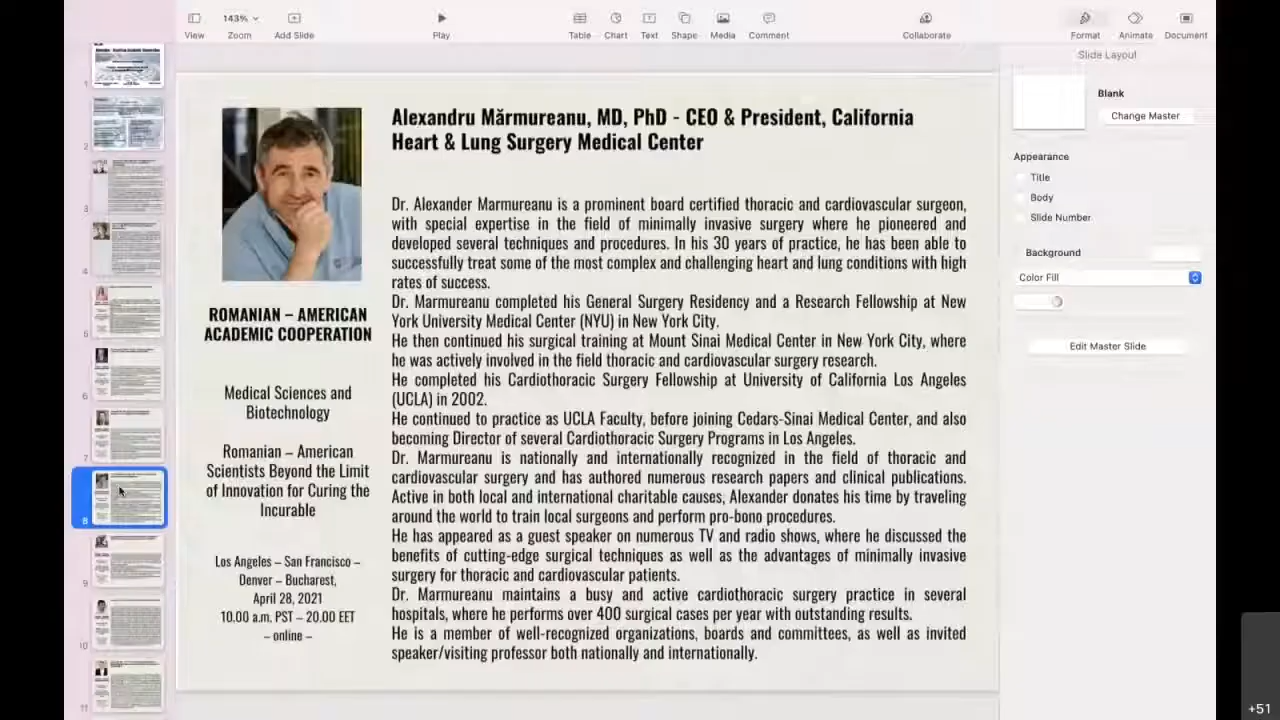 View
143%
Zoom
Add Slide
Play
Table
Chart
Text
Shape
Media
Comment
Collaborate
Format
Animate
Document
Slide Layout
Blank
Change Master
Appearance
Title
Body
Slide Number
Background
Color Fill
Edit Master Slide
1
2
3
4
5
6
7
8
9
10
11
Alexandru Mărmureanu, MD, PhD - CEO & President, California
Heart & Lung Surgery Medical Center
Dr. Alexander Marmureanu is a prominent board certified thoracic and cardiovascular surgeon,
with special expertise in the field of minimally invasive surgery where he pioneered and
developed several techniques and procedures. In his 30 years of practice, he has been able to
successfully treat some of the most complex and challenging heart and lung conditions with high
rates of success.
Dr. Marmureanu completed his General Surgery Residency and a Research Fellowship at New
York University Medical Center (NYU) in New York City.
He then continued his surgical training at Mount Sinai Medical Center in New York City, where
he was actively involved in advanced thoracic and cardiovascular surgical research.
He completed his Cardiothoracic Surgery Fellowship at University of California Los Angeles
(UCLA) in 2002.
He continued to practice as UCLA Faculty, before joining Cedars-Sinai Medical Center, and also
becoming Director of several Cardiothoracic Surgery Programs in Los Angeles.
Dr. Marmureanu is nationally and internationally recognized in the field of thoracic and
cardiovascular surgery and has authored numerous research papers and clinical publications.
Active in both local and international charitable causes, Alexander donates his time by traveling
around the world to train other surgeons and perform pro-bono procedures.
He has appeared as a guest speaker on numerous TV and radio shows, where he discussed the
benefits of cutting-edge surgical techniques as well as the advantages of minimally invasive
surgery for thoracic and cardiovascular patients.
Dr. Marmureanu maintains a busy and active cardiothoracic surgery practice in several
hospitals, and performs over 250 surgical cases per year with outstanding results.
He is a member of well-recognized organizations, boards and committees, as well as invited
speaker/visiting professor both nationally and internationally.
ROMANIAN – AMERICAN
ACADEMIC COOPERATION
Medical Sciences and
Biotechnology
Romanian – American
Scientists Beyond the Limit
of Innovation for Curing the
Incurable
Los Angeles – San Francisco –
Denver – Bucharest,
April 28, 2021
10.00 a.m. PST – 20.00 EET
– online –
+51